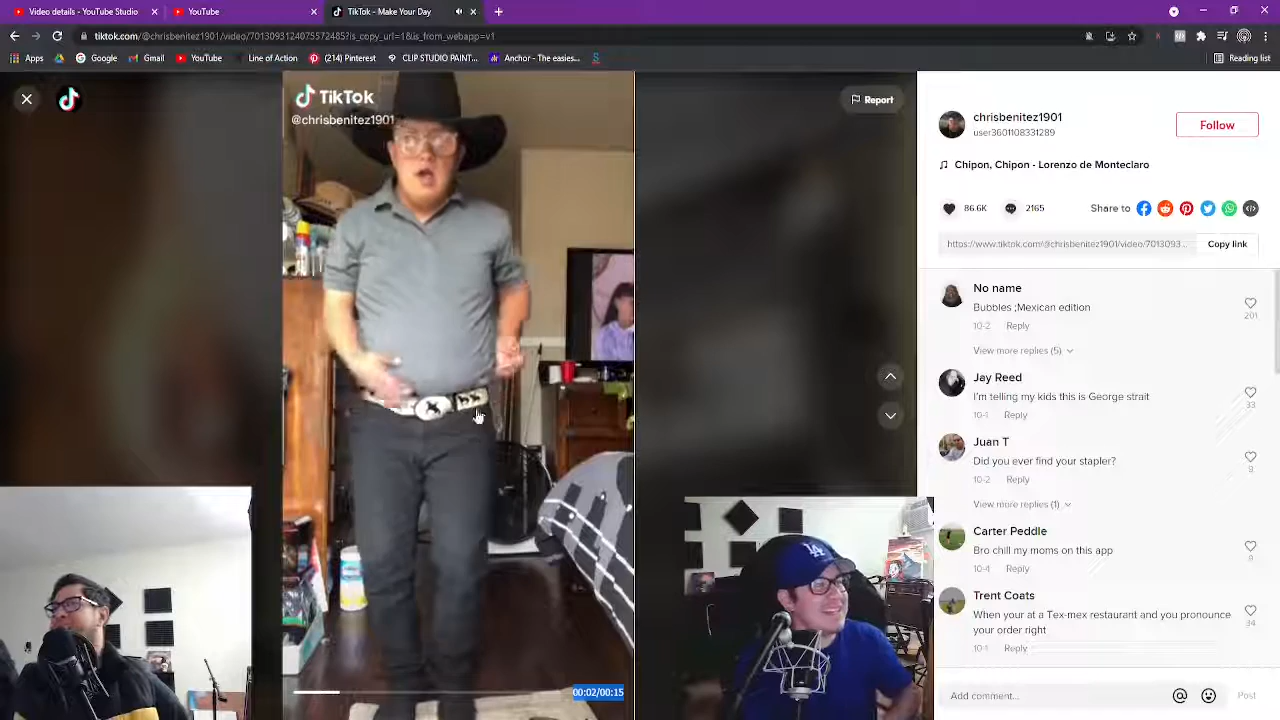 Video details - YouTube Studio
YouTube
TikTok - Make Your Day
tiktok.com/@chrisbenitez1901/video/7013093124075572485?is_copy_url=1&is_from_webapp=v1
Apps
Google
Gmail
YouTube
Line of Action
(214) Pinterest
CLIP STUDIO PAINT...
Anchor - The easies...
Reading list
TikTok
@chrisbenitez1901
Report
chrisbenitez1901
user3601108331289
Follow
Chipon, Chipon - Lorenzo de Monteclaro
86.6K
2165
Share to
https://www.tiktok.com/@chrisbenitez1901/video/7013093...
Copy link
No name
Bubbles ;Mexican edition
10-2 Reply
201
View more replies (5)
Jay Reed
I'm telling my kids this is George strait
10-1 Reply
33
Juan T
Did you ever find your stapler?
10-2 Reply
9
View more replies (1)
Carter Peddle
Bro chill my moms on this app
10-4 Reply
9
Trent Coats
When your at a Tex-mex restaurant and you pronounce
your order right
10-1 Reply
34
00:02/00:15
Add comment...
Post
LA